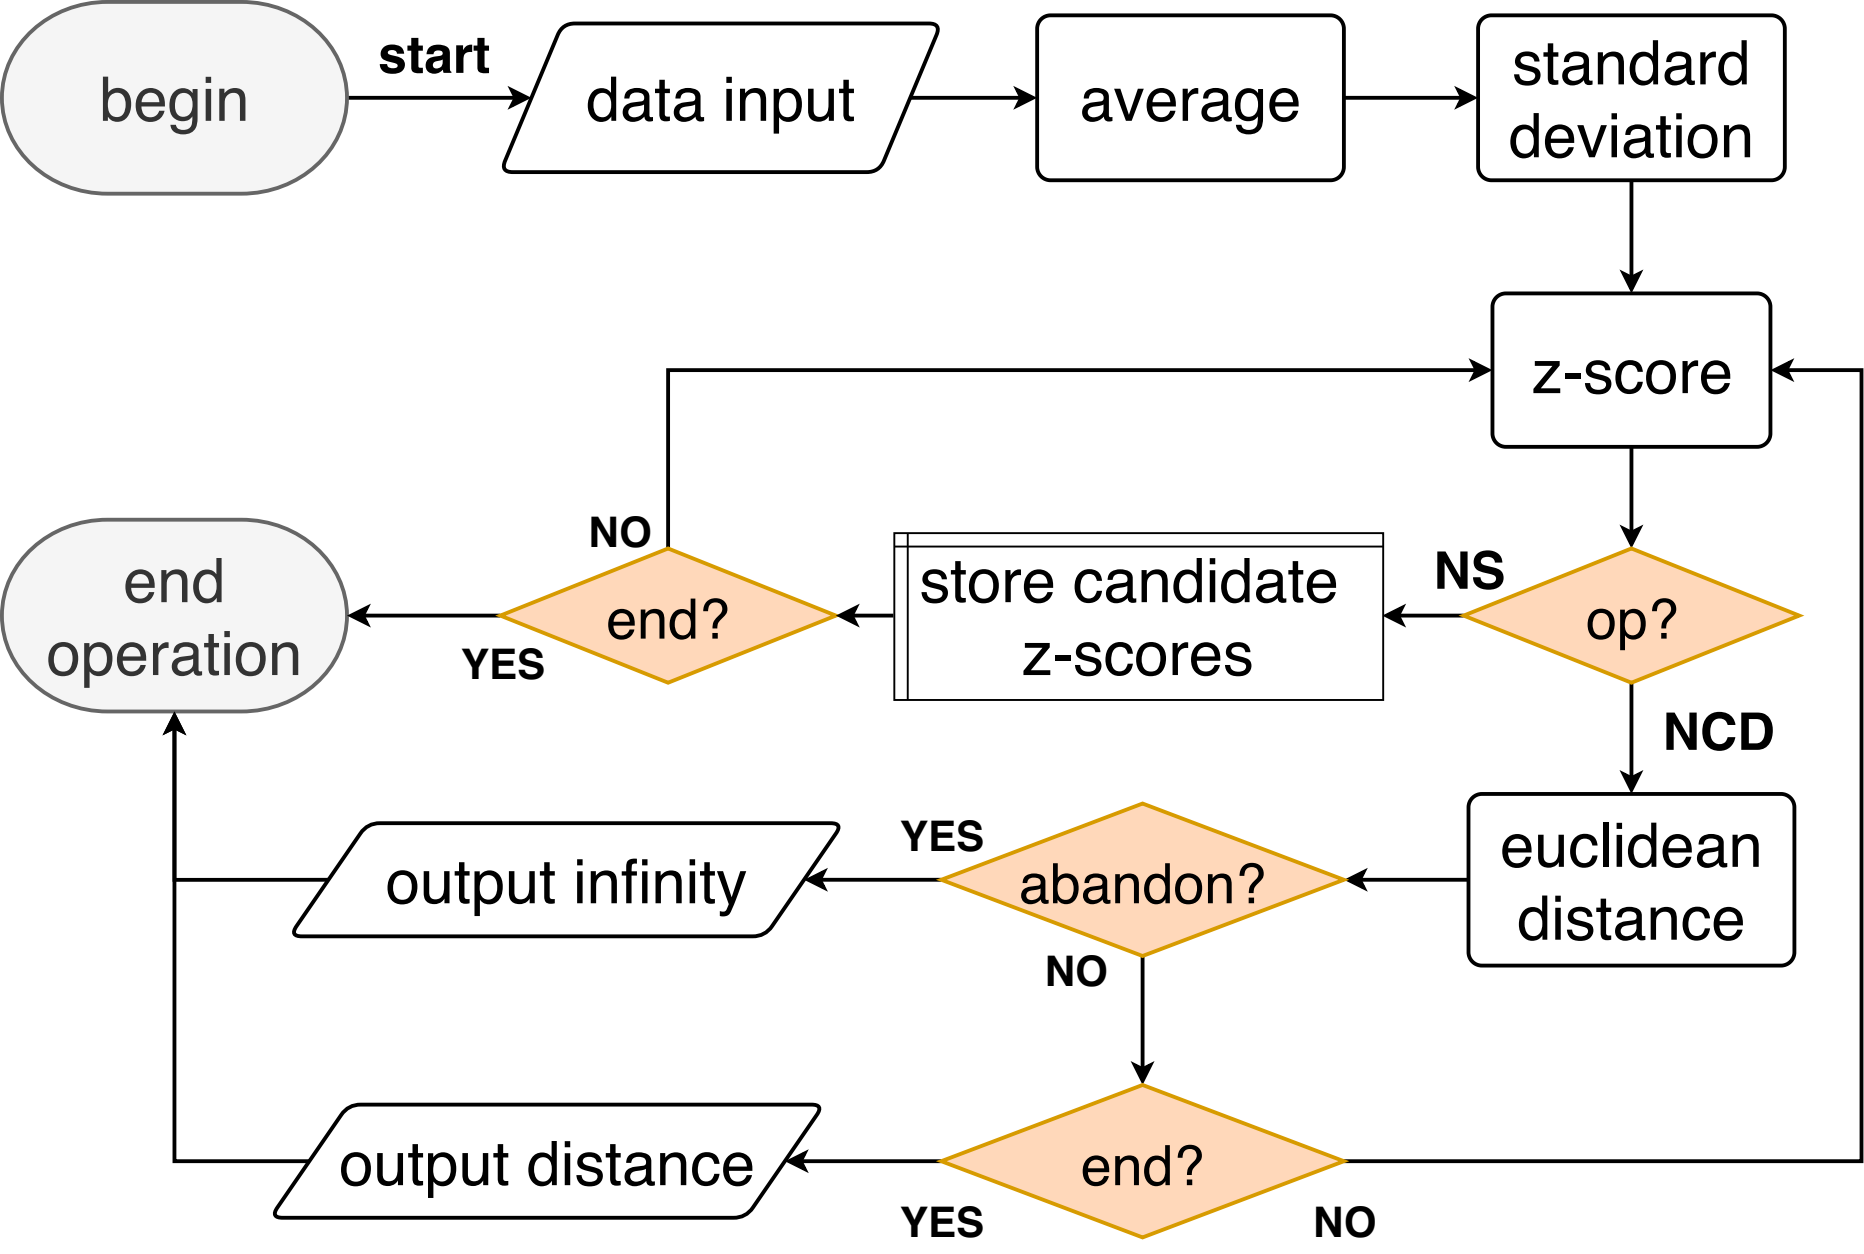 begin
start
data input
average
standard
deviation
z-score
NO
end
operation
YES
end?
store candidate
z-scores
NS
op?
NCD
output infinity
YES
abandon?
NO
euclidean
distance
output distance
YES
end?
NO